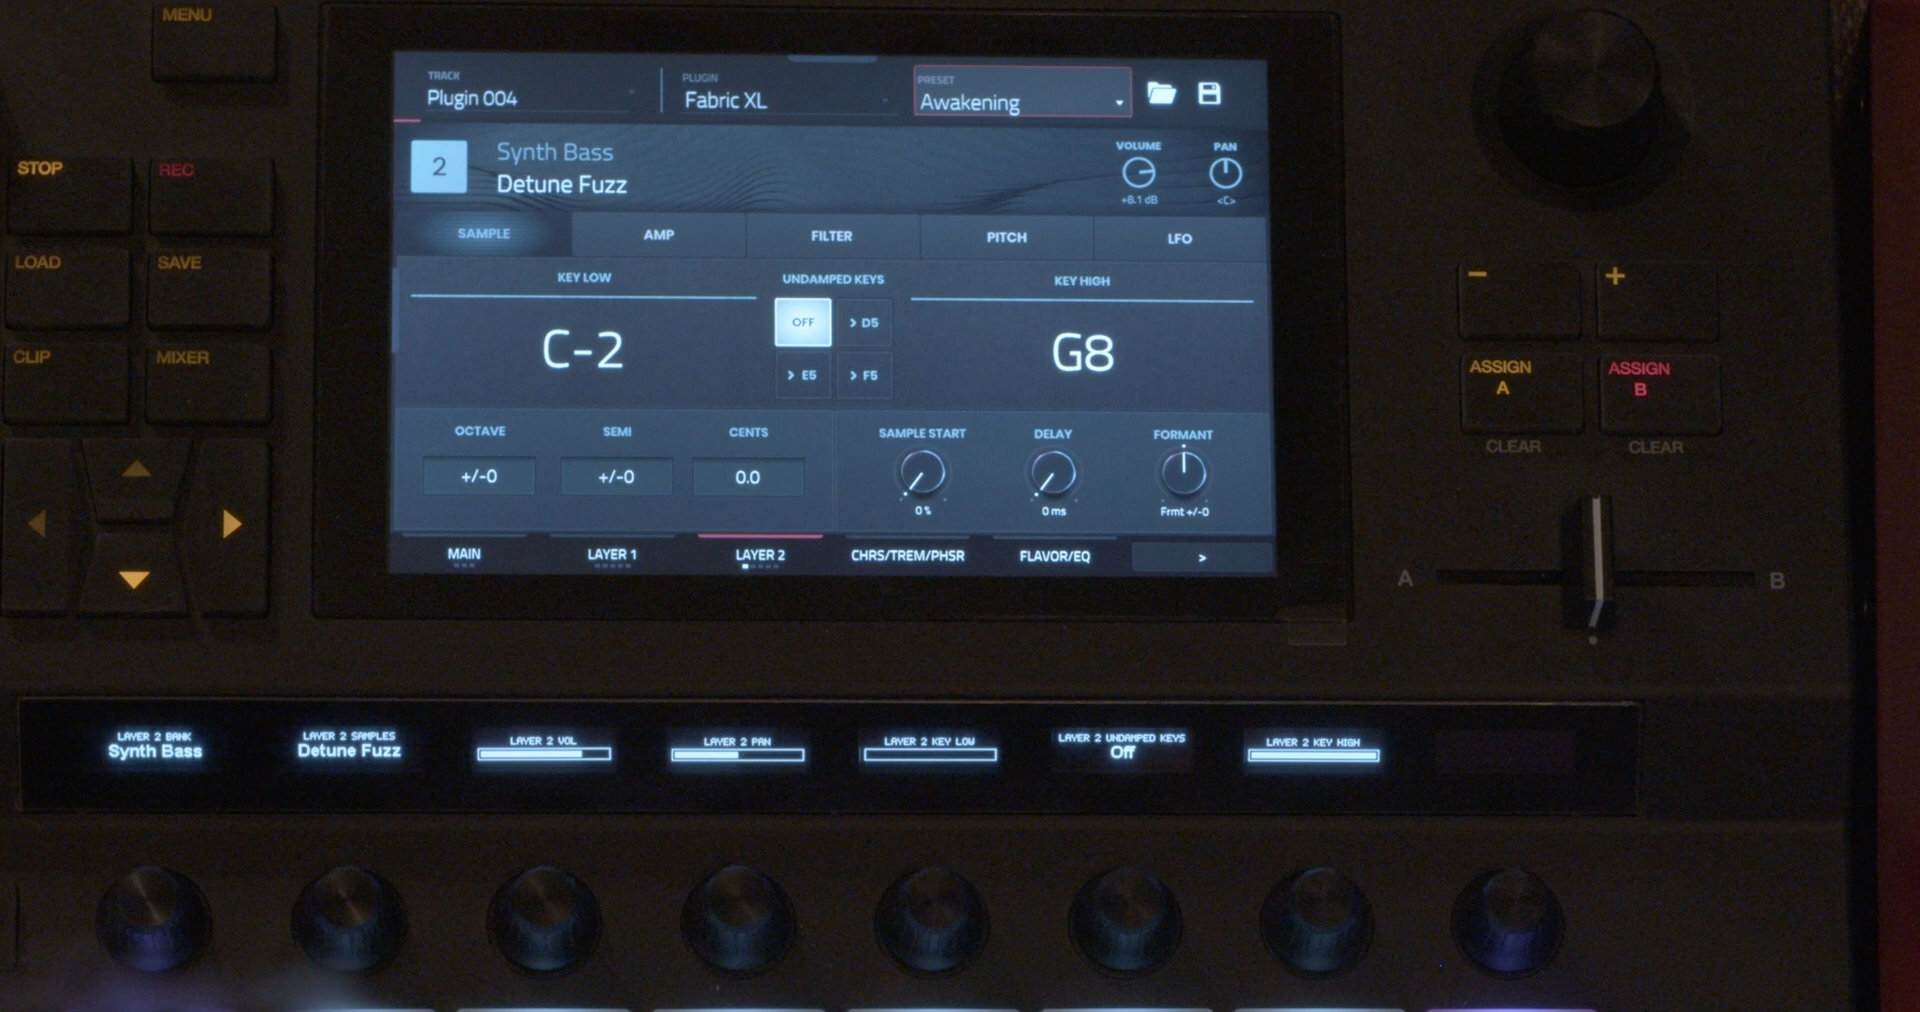 MENU
STOP
REC
LOAD
SAVE
CLIP
MIXER
TRACK
Plugin 004
PLUGIN
Fabric XL
PRESET
Awakening
2
Synth Bass
Detune Fuzz
VOLUME
+8.1 dB
PAN
<C>
SAMPLE
AMP
FILTER
PITCH
LFO
KEY LOW
C-2
UNDAMPED KEYS
OFF
> D5
> E5
> F5
KEY HIGH
G8
OCTAVE
+/-0
SEMI
+/-0
CENTS
0.0
SAMPLE START
0 %
DELAY
0 ms
FORMANT
Frmt +/-0
MAIN
LAYER 1
LAYER 2
CHRS/TREM/PHSR
FLAVOR/EQ
>
−
+
ASSIGN
A
ASSIGN
B
CLEAR
CLEAR
A
B
LAYER 2 BANK
Synth Bass
LAYER 2 SAMPLES
Detune Fuzz
LAYER 2 VOL
LAYER 2 PAN
LAYER 2 KEY LOW
LAYER 2 UNDAMPED KEYS
Off
LAYER 2 KEY HIGH